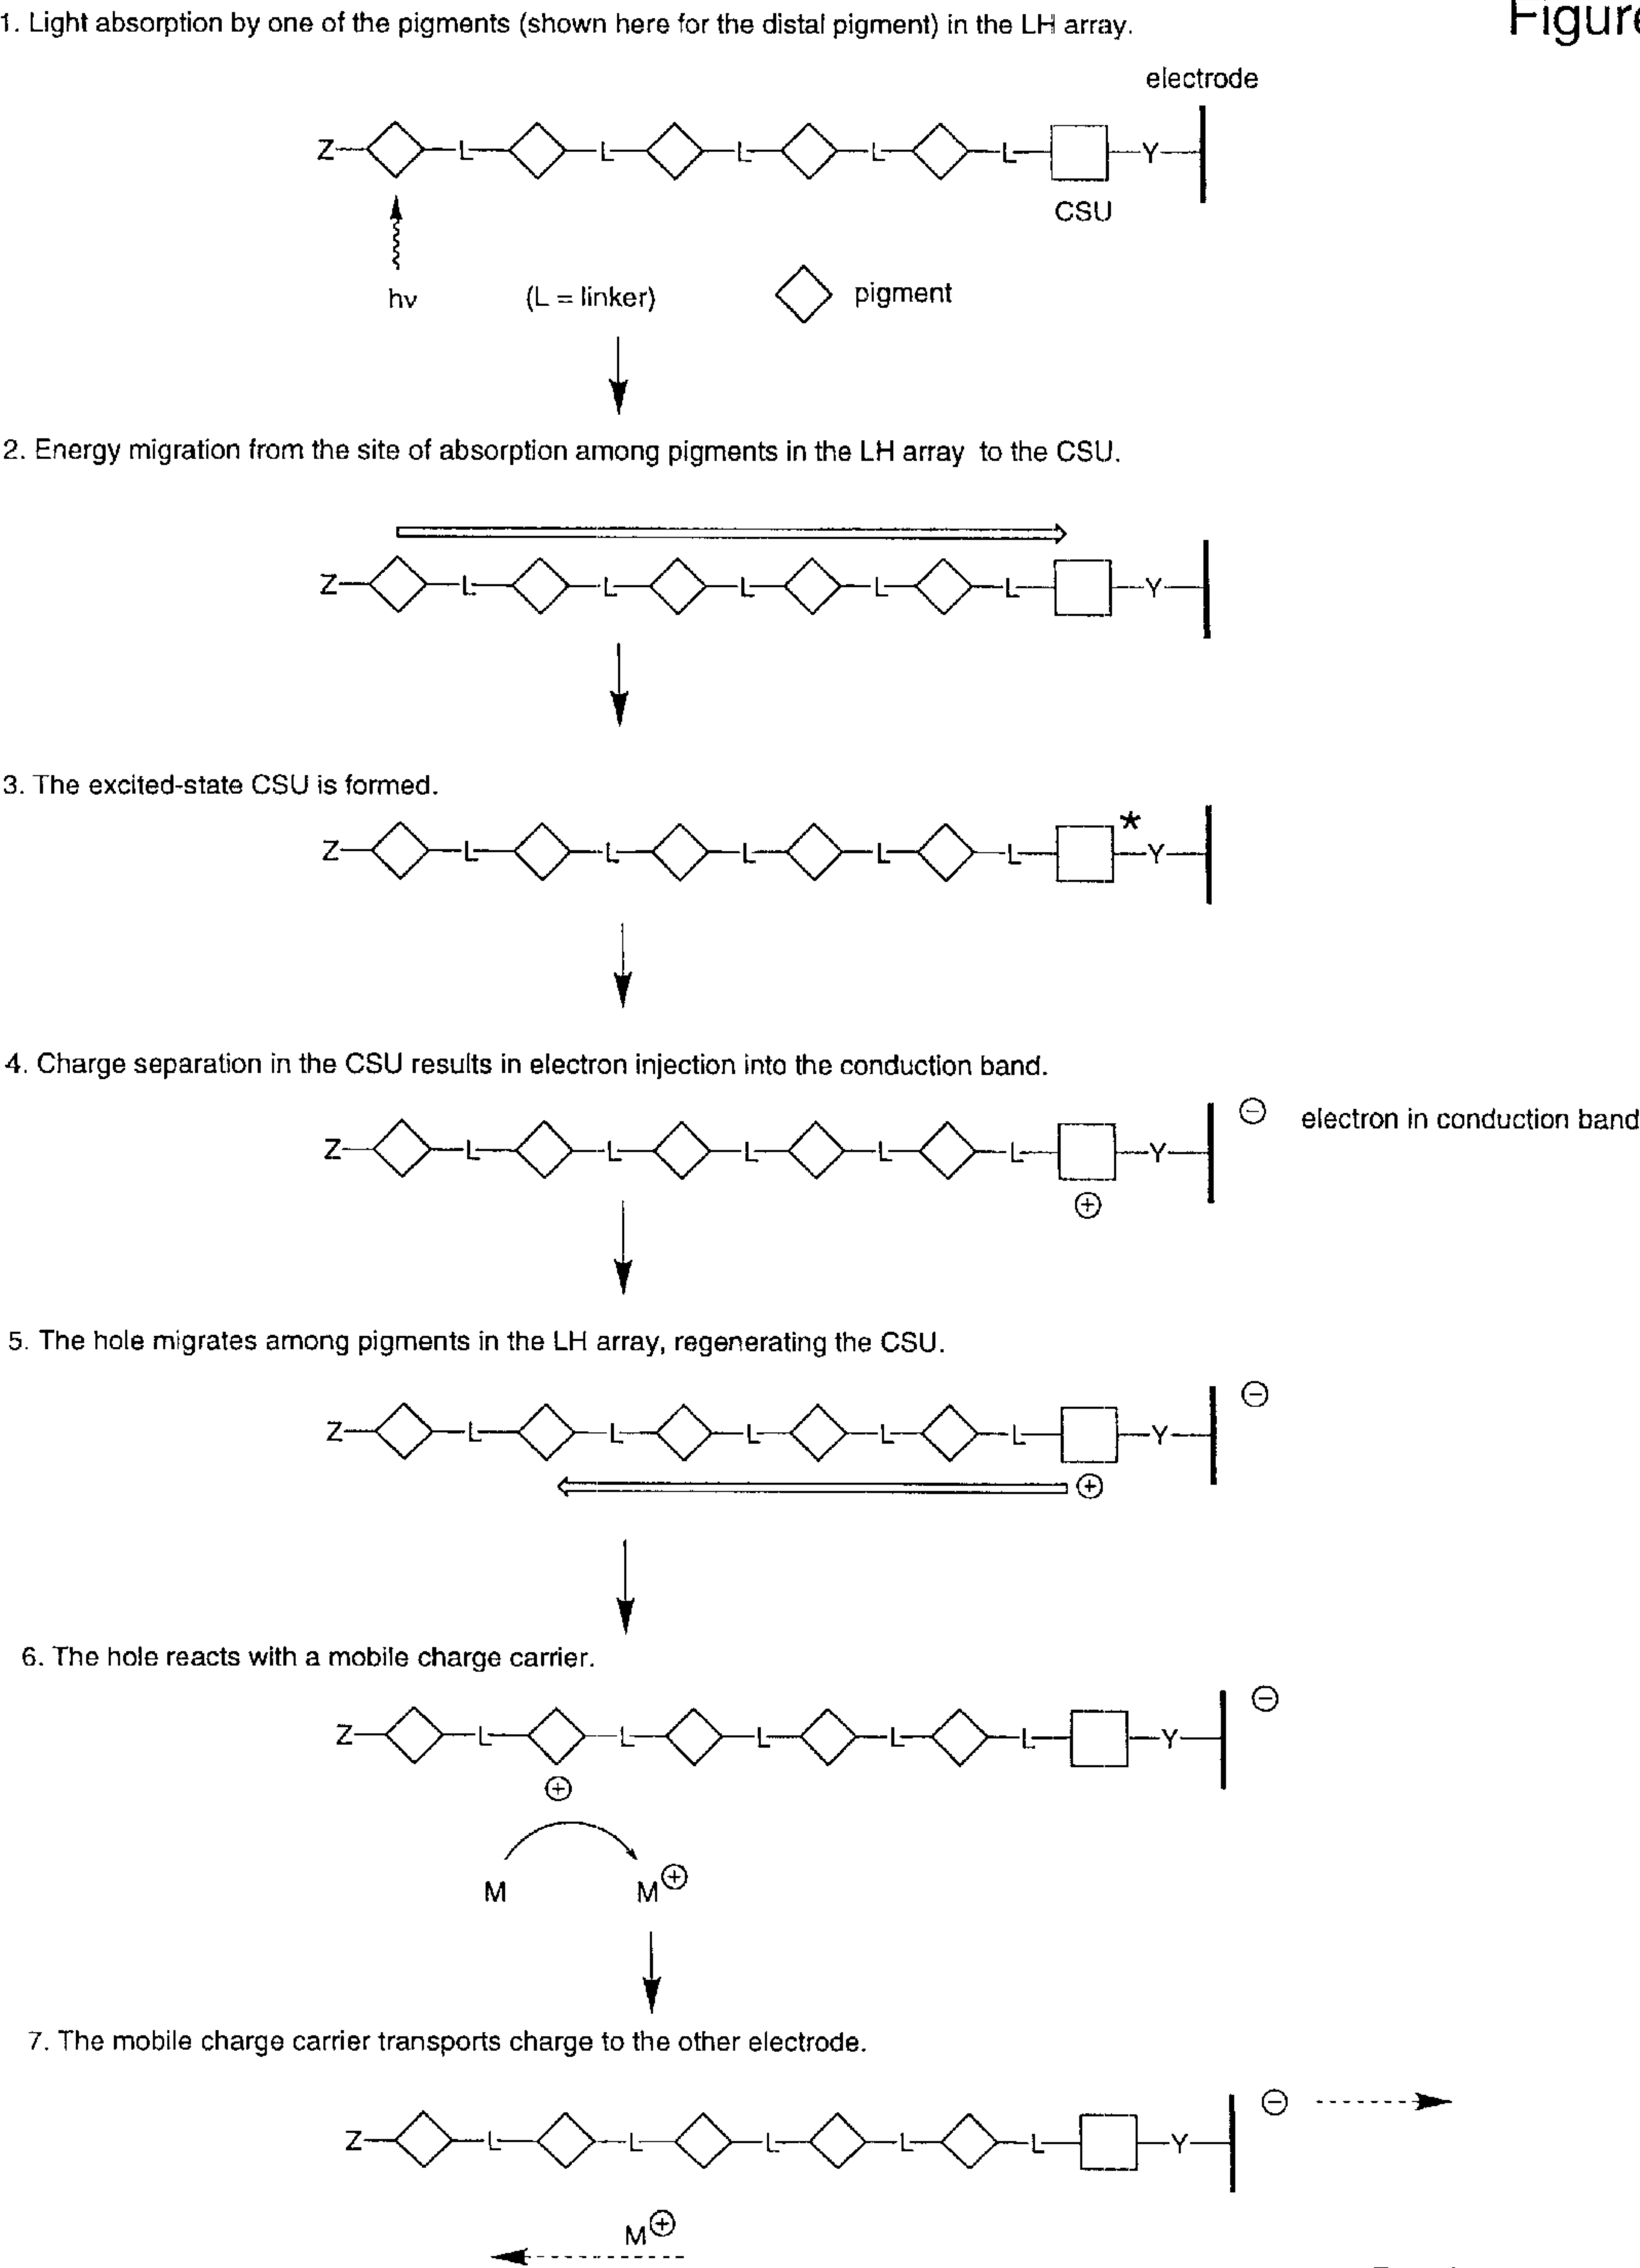 1. Light absorption by one of the pigments (shown here for the distal pigment) in the LH array.
Figure
electrode
Z L L L L L Y
CSU
hν (L = linker) pigment
2. Energy migration from the site of absorption among pigments in the LH array to the CSU.
Z L L L L L Y
3. The excited-state CSU is formed.
*
Z L L L L L Y
4. Charge separation in the CSU results in electron injection into the conduction band.
⊖ electron in conduction band
Z L L L L L Y
⊕
5. The hole migrates among pigments in the LH array, regenerating the CSU.
⊖
Z L L L L L Y
⊕
6. The hole reacts with a mobile charge carrier.
⊖
Z L L L L L Y
⊕
M M⊕
7. The mobile charge carrier transports charge to the other electrode.
⊖
Z L L L L L Y
M⊕